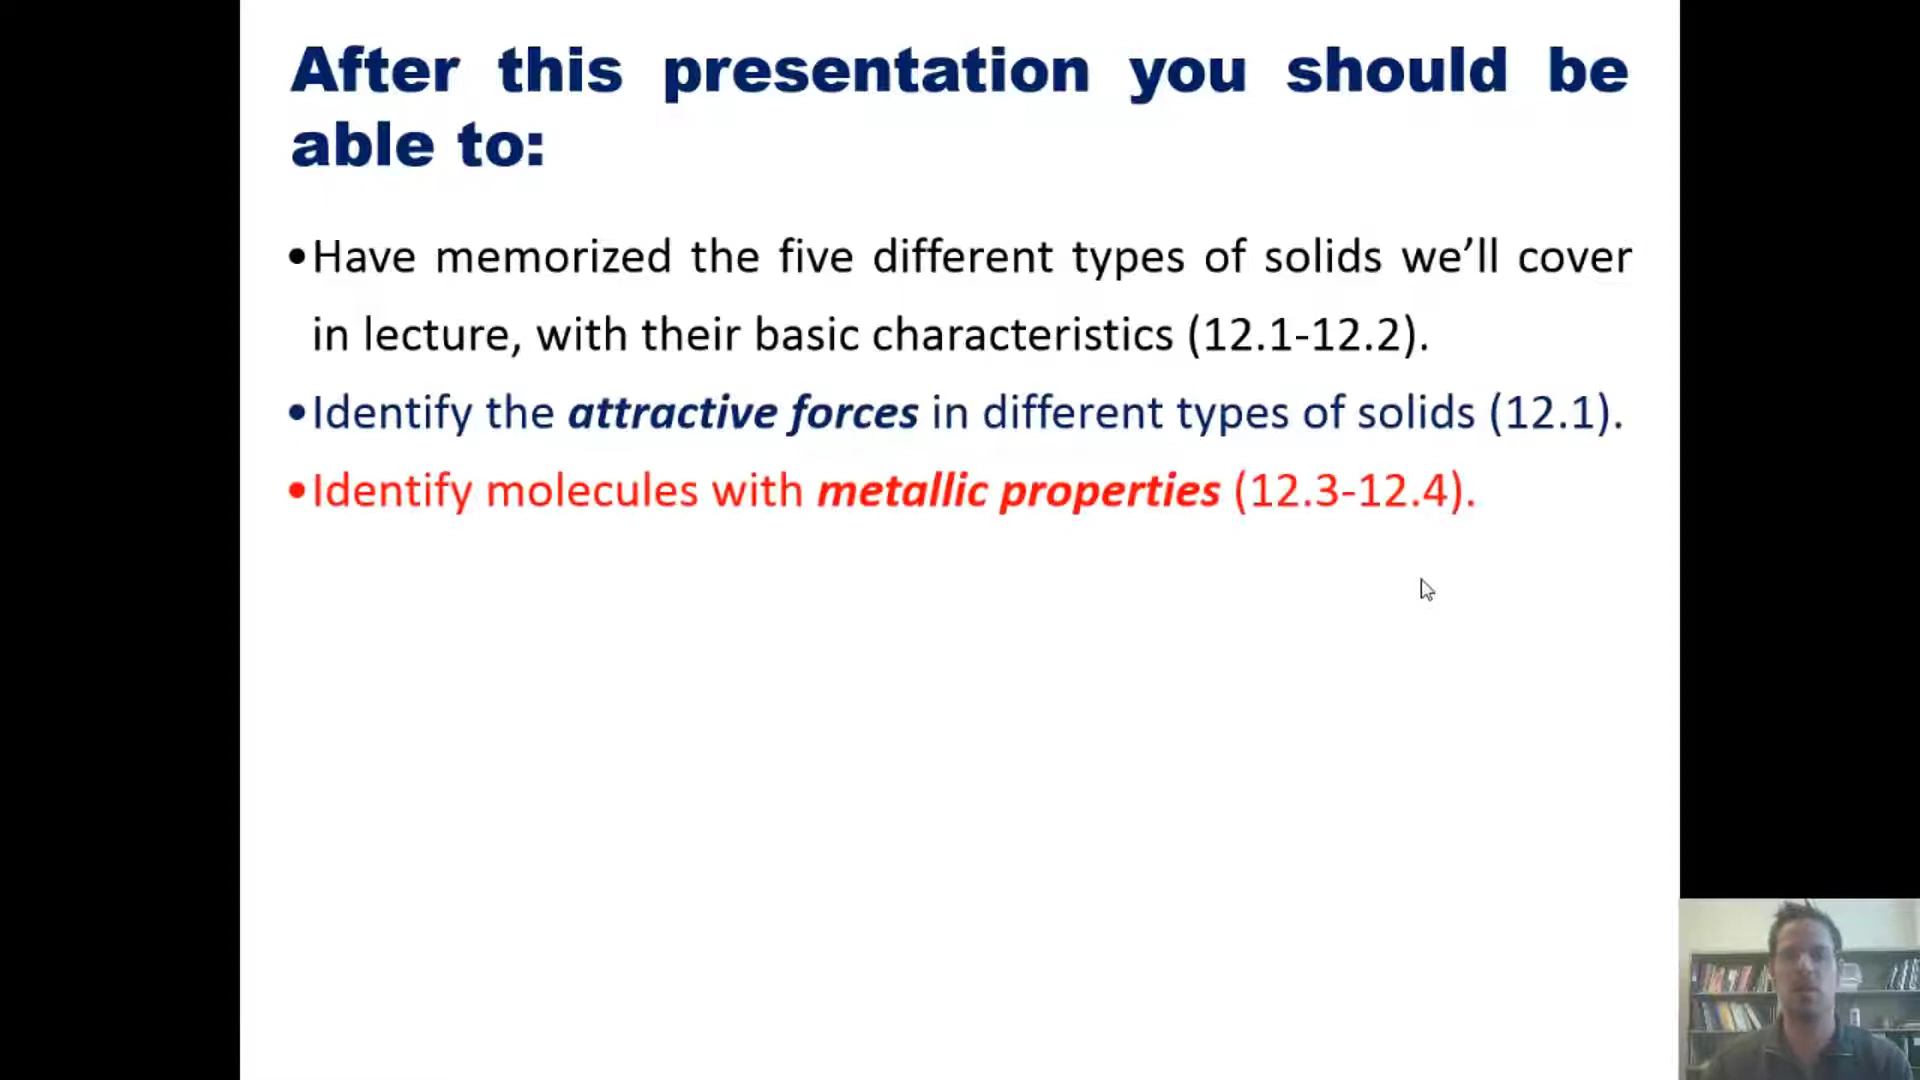 After this presentation you should be
able to:
•Have memorized the five different types of solids we’ll cover
in lecture, with their basic characteristics (12.1-12.2).
•Identify the attractive forces in different types of solids (12.1).
•Identify molecules with metallic properties (12.3-12.4).